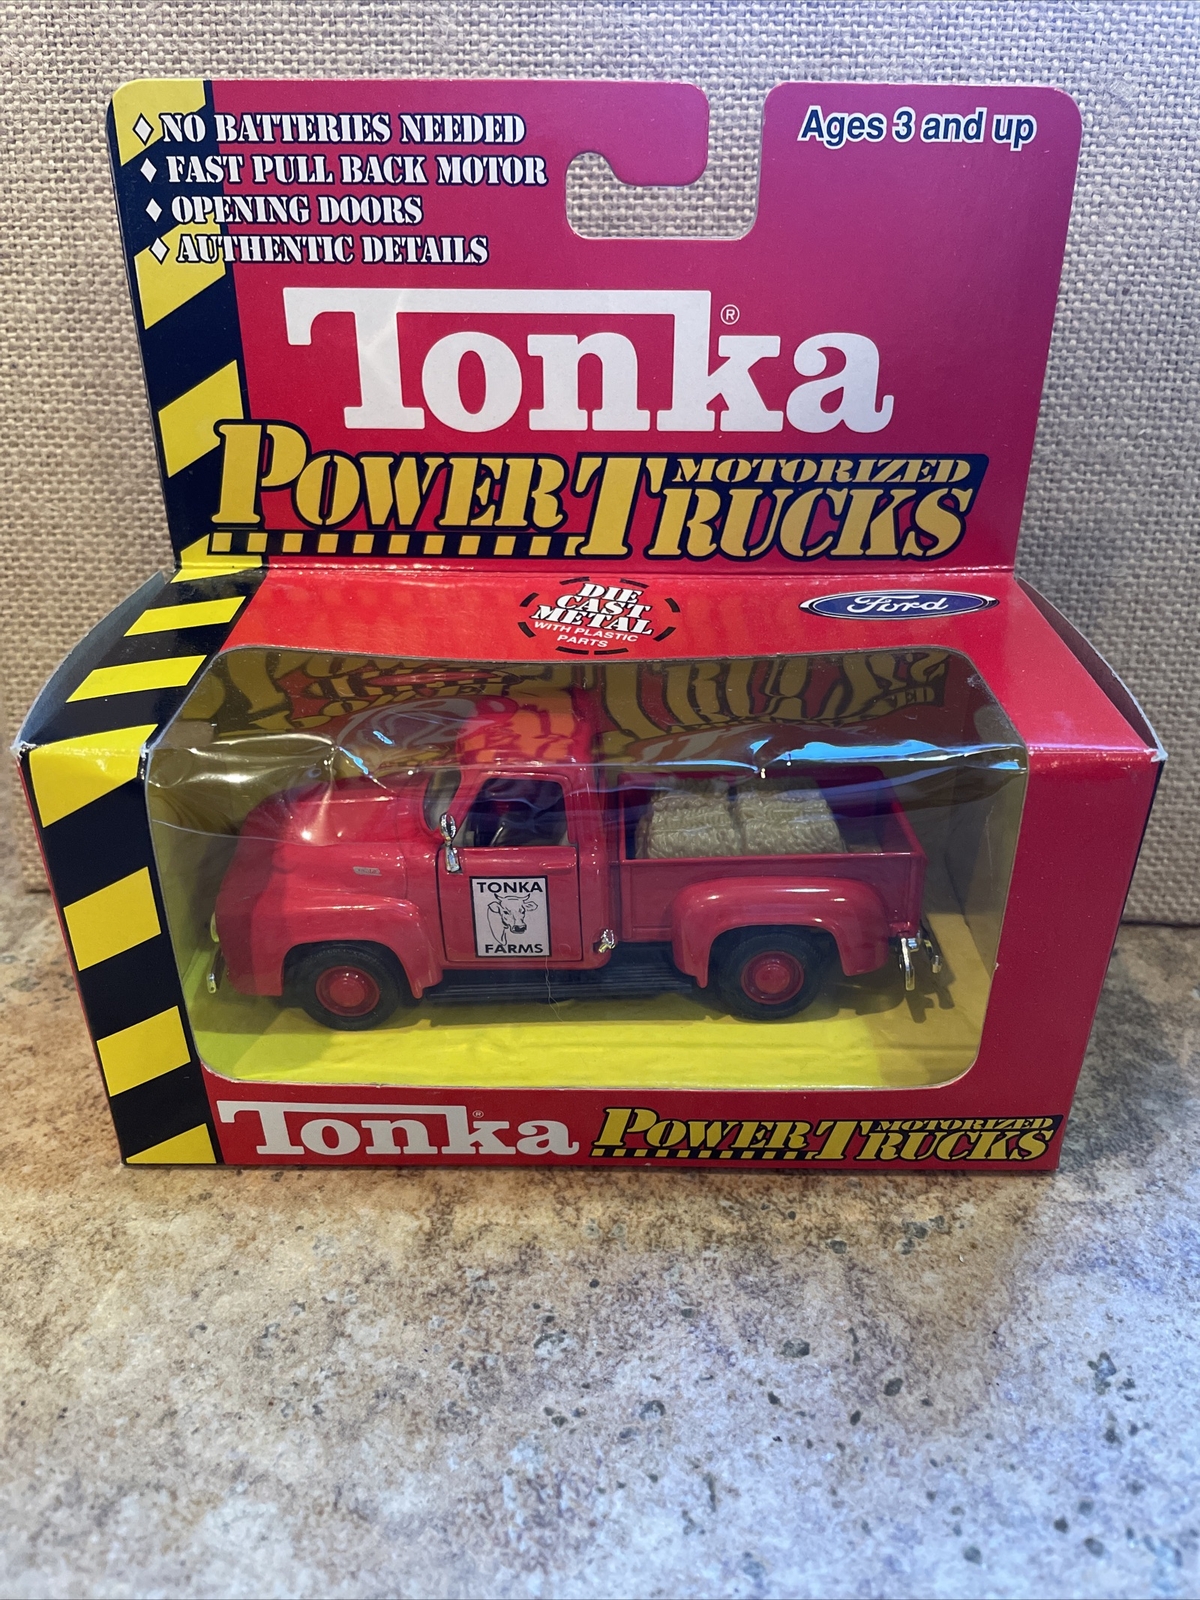 NO BATTERIES NEEDED
FAST PULL BACK MOTOR
OPENING DOORS
AUTHENTIC DETAILS
Ages 3 and up
Tonka®
POWER TRUCKS
MOTORIZED
DIE
CAST
METAL
WITH PLASTIC
PARTS
Ford
TONKA
FARMS
Tonka®
POWER TRUCKS
MOTORIZED